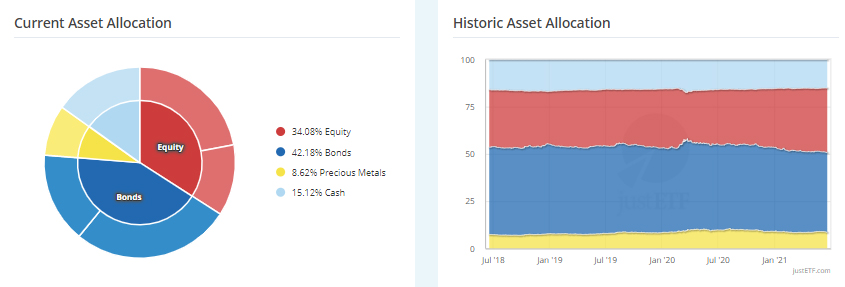 Current Asset Allocation
Equity
Bonds
34.08% Equity
42.18% Bonds
8.62% Precious Metals
15.12% Cash
Historic Asset Allocation
100
75
50
25
0
justETF
Jul '18
Jan '19
Jul '19
Jan '20
Jul '20
Jan '21
justETF.com